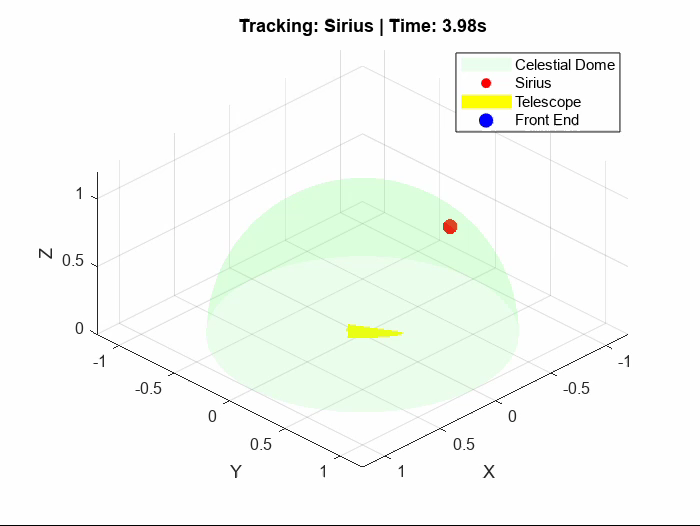 Tracking: Sirius | Time: 3.98s
Celestial Dome
Sirius
Telescope
Front End
1
0.5
0
Z
-1
-0.5
0
0.5
1
Y
-1
-0.5
0
0.5
1
X